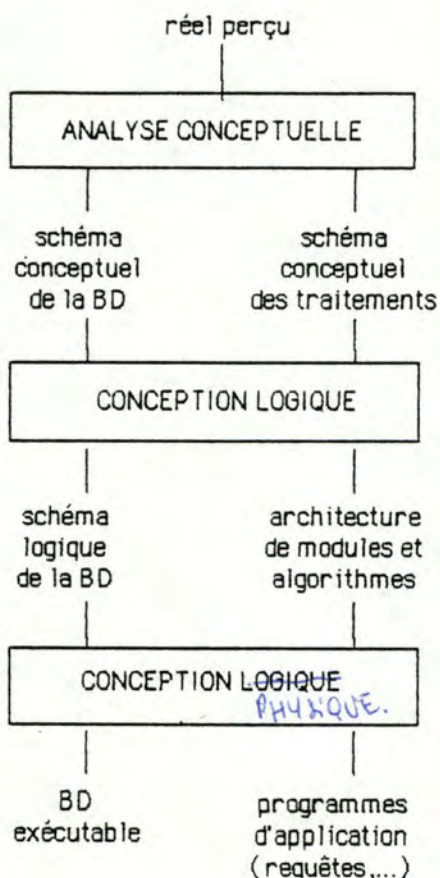 réel perçu
ANALYSE CONCEPTUELLE
schéma
conceptuel
de la BD
schéma
conceptuel
des traitements
CONCEPTION LOGIQUE
schéma
logique
de la BD
architecture
de modules et
algorithmes
CONCEPTION LOGIQUE
PHYSIQUE.
BD
exécutable
programmes
d'application
(requêtes,...)